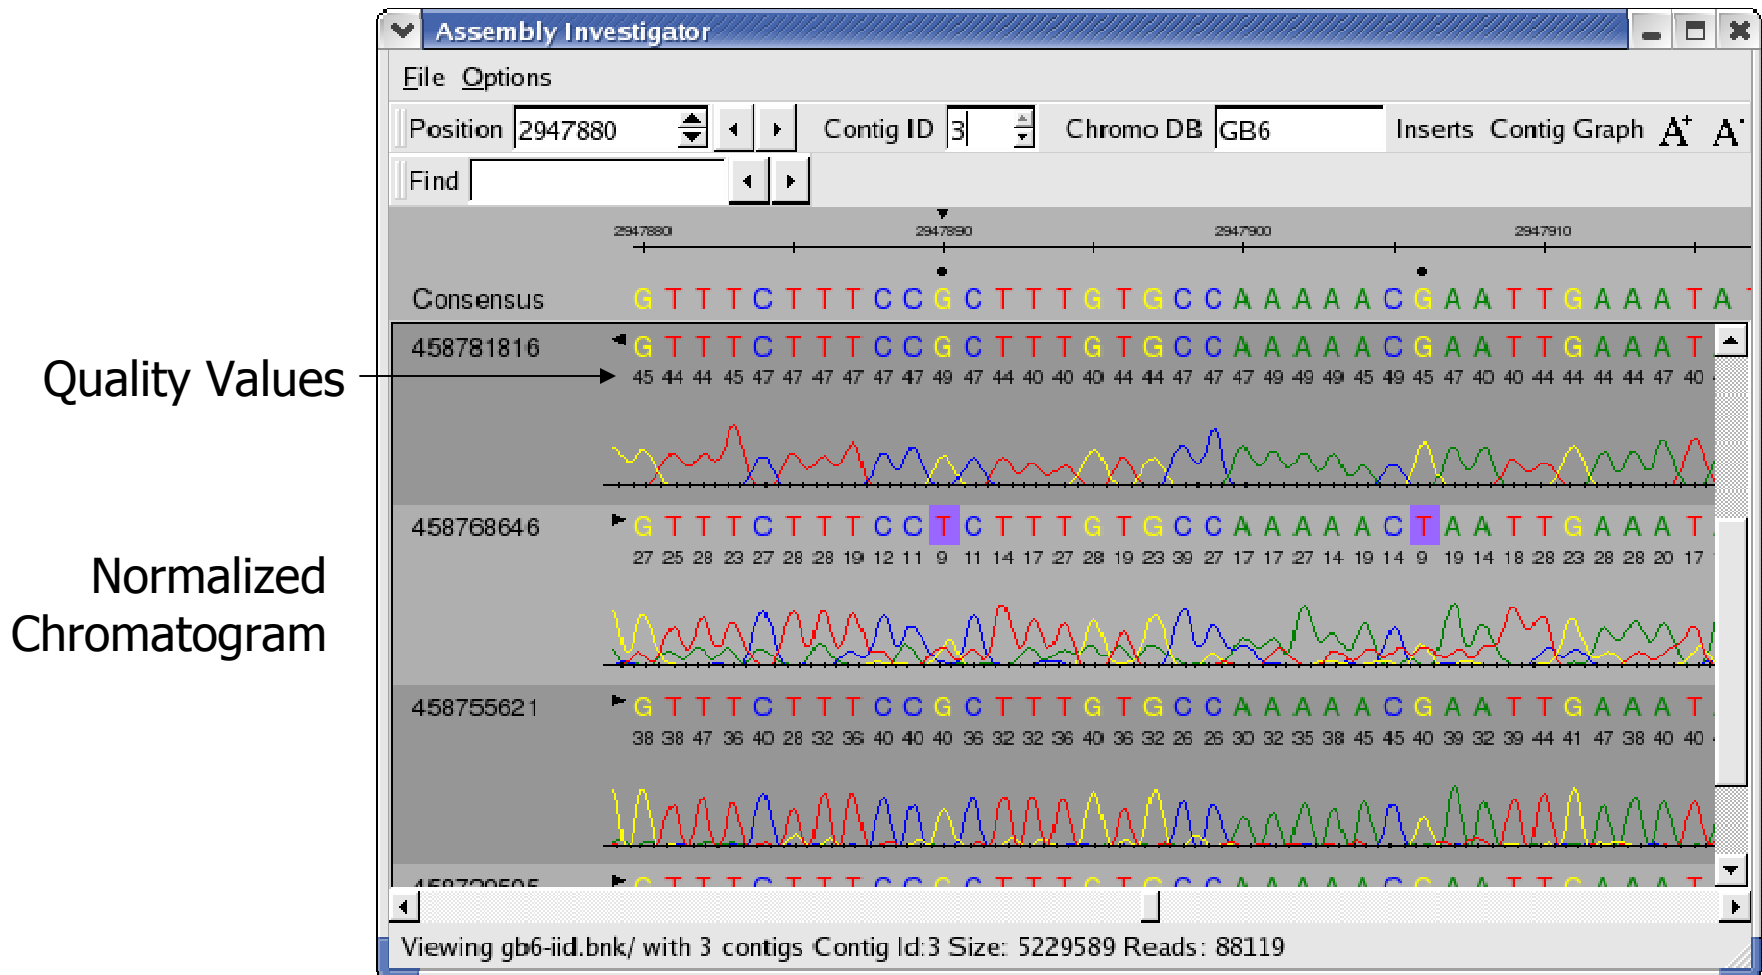 Assembly Investigator
File Options
Position 2947880 Contig ID 3 Chromo DB GB6 Inserts Contig Graph A+ A-
Find
2947880 2947890 2947900 2947910
Consensus G T T T C T T T C C G C T T T G T G C C A A A A A C G A A T T G A A A T A
458781816 G T T T C T T T C C G C T T T G T G C C A A A A A C G A A T T G A A A T
Quality Values 45 44 44 45 47 47 47 47 47 47 49 47 44 40 40 40 44 44 47 47 47 49 49 49 45 49 45 47 40 40 44 44 44 44 47 40
458768646 G T T T C T T T C C T C T T T G T G C C A A A A A C T A A T T G A A A T
27 25 28 23 27 28 28 19 12 11 9 11 14 17 27 28 19 23 39 27 17 17 27 14 19 14 9 19 14 18 28 23 28 28 20 17
Normalized
Chromatogram
458755621 G T T T C T T T C C G C T T T G T G C C A A A A A C G A A T T G A A A T
38 38 47 36 40 28 32 36 40 40 40 36 32 32 36 40 36 32 26 26 30 32 35 38 45 45 40 39 32 39 44 41 47 38 40 40
Viewing gb6-iid.bnk/ with 3 contigs Contig Id:3 Size: 5229589 Reads: 88119